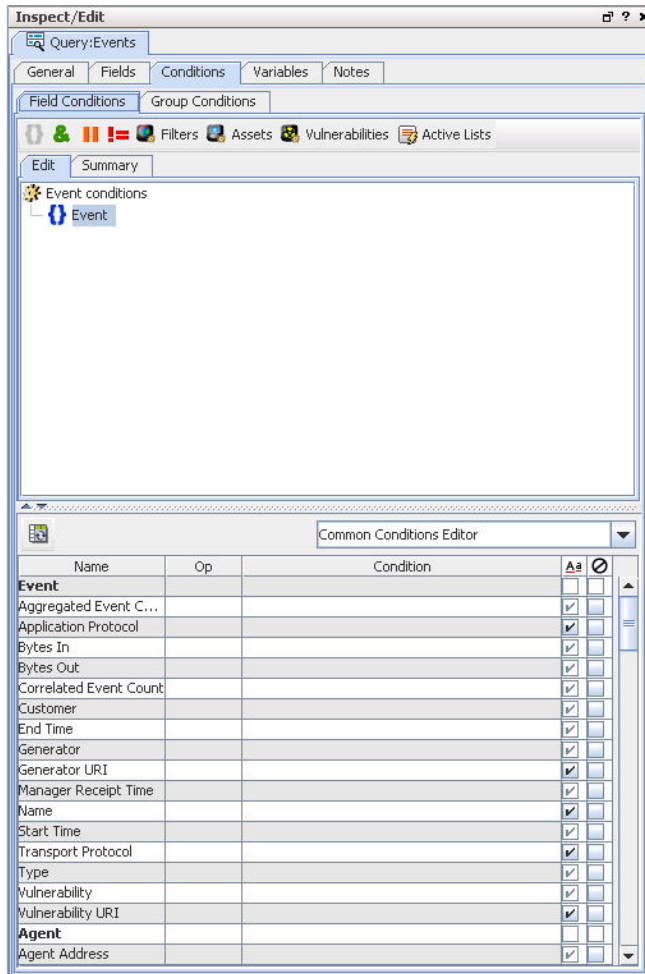 Inspect/Edit ?
Query:Events
General Fields Conditions Variables Notes
Field Conditions Group Conditions
{} & != Filters Assets Vulnerabilities Active Lists
Edit Summary
Event conditions
{} Event
Common Conditions Editor
Name Op Condition Aa
Event
Aggregated Event C...
Application Protocol
Bytes In
Bytes Out
Correlated Event Count
Customer
End Time
Generator
Generator URI
Manager Receipt Time
Name
Start Time
Transport Protocol
Type
Vulnerability
Vulnerability URI
Agent
Agent Address